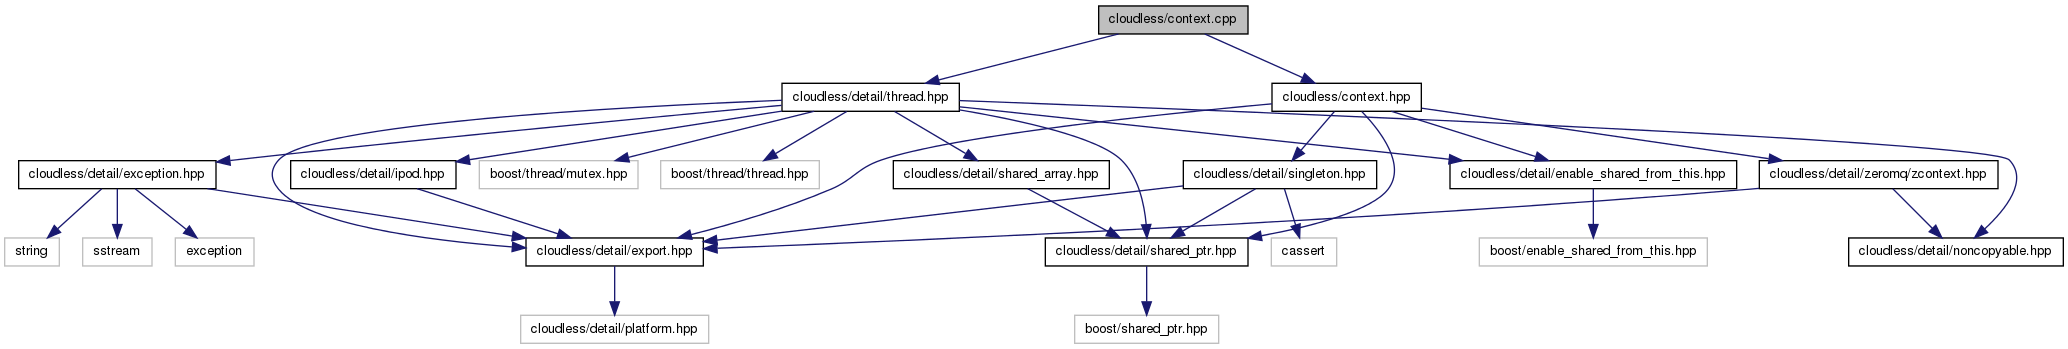 cloudless/context.cpp
cloudless/detail/thread.hpp
cloudless/context.hpp
cloudless/detail/exception.hpp
cloudless/detail/ipod.hpp
boost/thread/mutex.hpp
boost/thread/thread.hpp
cloudless/detail/shared_array.hpp
cloudless/detail/singleton.hpp
cloudless/detail/enable_shared_from_this.hpp
cloudless/detail/zeromq/zcontext.hpp
string
sstream
exception
cloudless/detail/export.hpp
cloudless/detail/shared_ptr.hpp
cassert
boost/enable_shared_from_this.hpp
cloudless/detail/noncopyable.hpp
cloudless/detail/platform.hpp
boost/shared_ptr.hpp